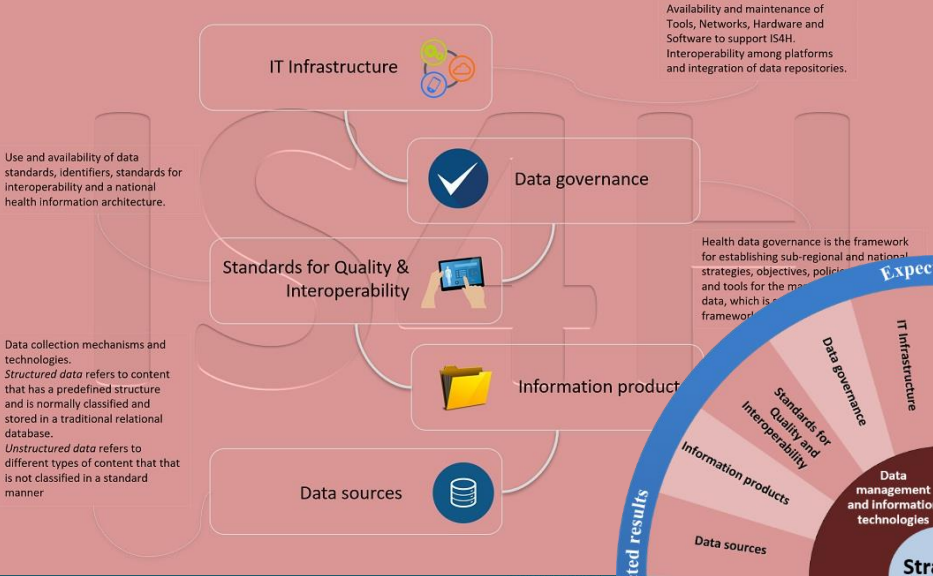 Availability and maintenance of
Tools, Networks, Hardware and
Software to support IS4H.
Interoperability among platforms
and integration of data repositories.
IT Infrastructure
Use and availability of data
standards, identifiers, standards for
interoperability and a national
health information architecture.
Data governance
Health data governance is the framework
for establishing sub-regional and national
strategies, objectives,
and tools for the
data, which is
Standards for Quality &
Interoperability
Data collection mechanisms and
technologies.
Structured data refers to content
that has a predefined structure
and is normally classified and
stored in a traditional relational
database.
Unstructured data refers to
different types of content that that
is not classified in a standard
manner
Information product
Data sources
IS4H
IT Infrastructure
Data governance
Standards for
Quality and
Interoperability
Information products
Data sources
Data
management
and information
technologies
results